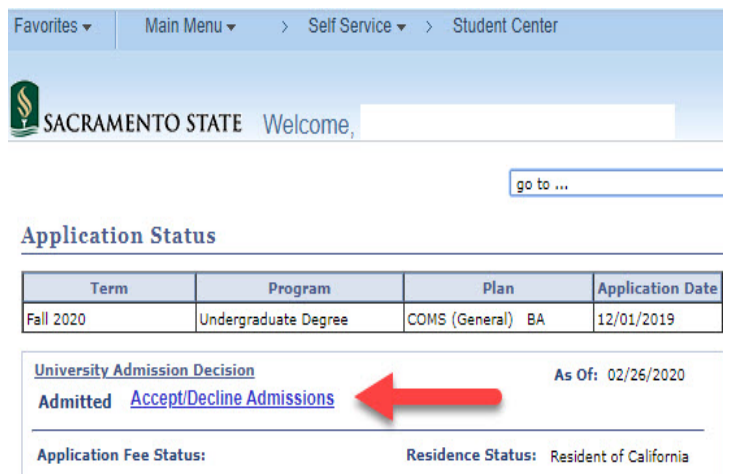 Favorites Main Menu > Self Service > Student Center
SACRAMENTO STATE Welcome,
go to ...
Application Status
Term Program Plan Application Date
Fall 2020 Undergraduate Degree COMS (General) BA 12/01/2019
University Admission Decision As Of: 02/26/2020
Admitted Accept/Decline Admissions
Application Fee Status: Residence Status: Resident of California